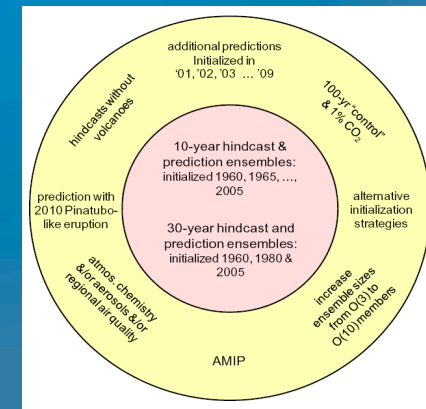 additional predictions
Initialized in
'01, '02, '03 ... '09
hindcasts without
volcanoes
100-yr "control"
& 1% CO₂
10-year hindcast &
prediction ensembles:
initialized 1960, 1965, ...,
2005
prediction with
2010 Pinatubo-
like eruption
alternative
initialization
strategies
30-year hindcast and
prediction ensembles:
initialized 1960, 1980 &
2005
atmos. chemistry
&/or aerosols &/or
regional air quality
increase
ensemble sizes
from O(3) to
O(10) members
AMIP